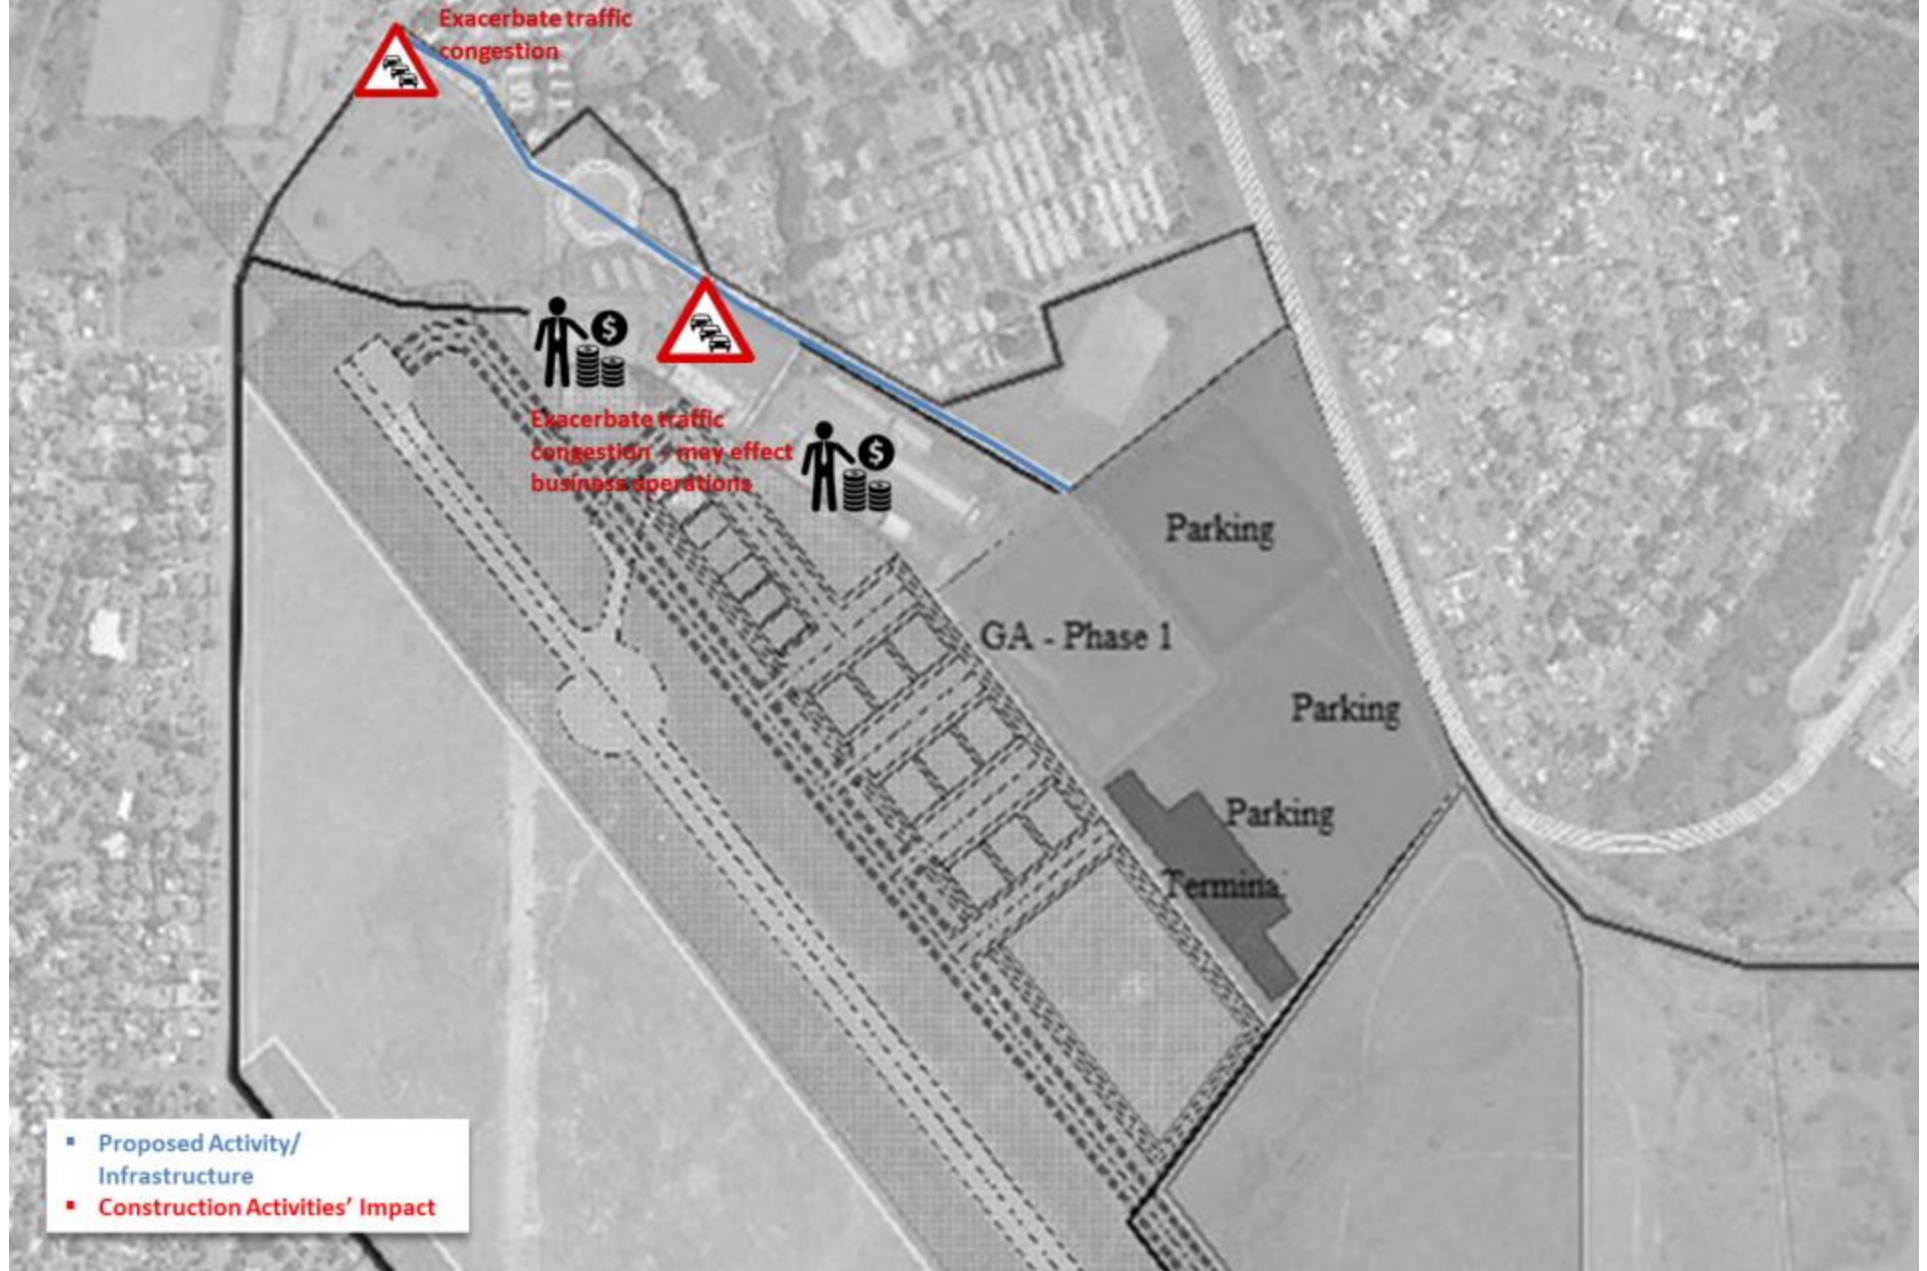 Exacerbate traffic
congestion
Exacerbate traffic
congestion – may effect
business operations
Parking
GA - Phase 1
Parking
Parking
Termina
Proposed Activity/
Infrastructure
Construction Activities' Impact